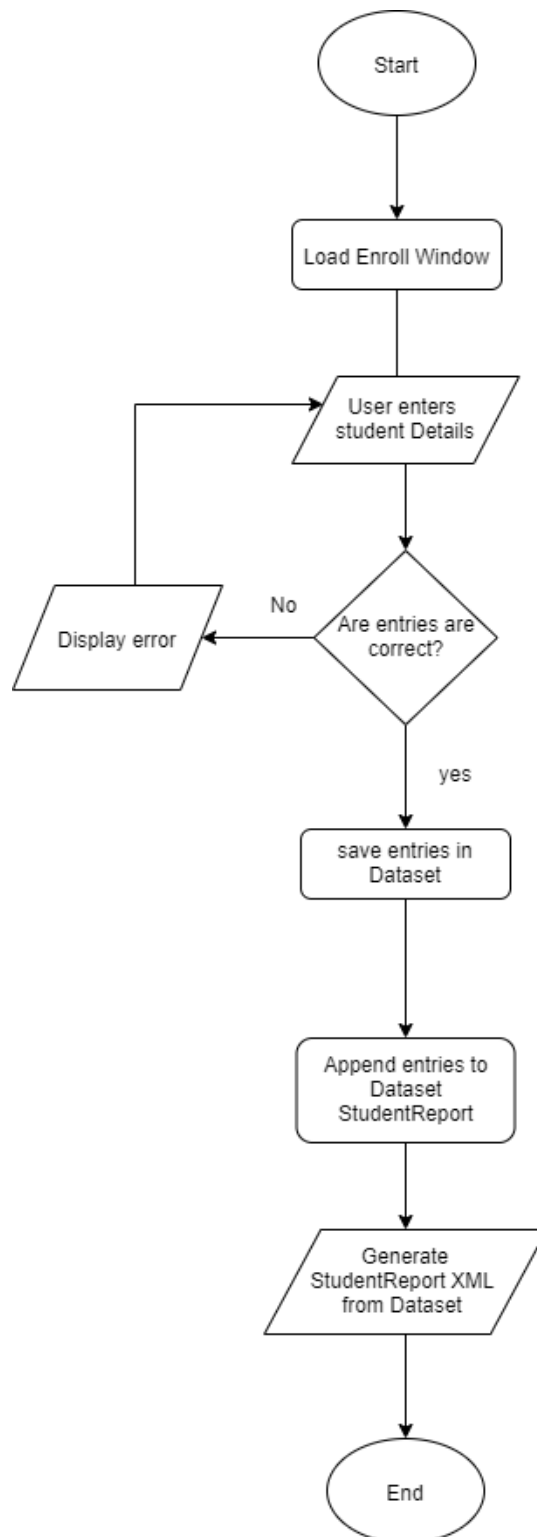 Start
Load Enroll Window
User enters
student Details
Are entries are
correct?
No
Display error
yes
save entries in
Dataset
Append entries to
Dataset
StudentReport
Generate
StudentReport XML
from Dataset
End